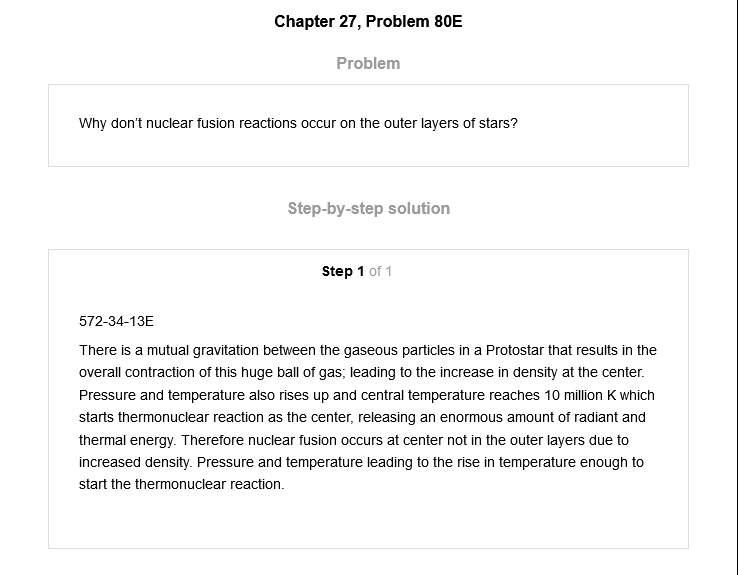 Chapter 27, Problem 80E
Problem
Why don't nuclear fusion reactions occur on the outer layers of stars?
Step-by-step solution
Step 1 of 1
572-34-13E
There is a mutual gravitation between the gaseous particles in a Protostar that results in the
overall contraction of this huge ball of gas; leading to the increase in density at the center.
Pressure and temperature also rises up and central temperature reaches 10 million K which
starts thermonuclear reaction as the center, releasing an enormous amount of radiant and
thermal energy. Therefore nuclear fusion occurs at center not in the outer layers due to
increased density. Pressure and temperature leading to the rise in temperature enough to
start the thermonuclear reaction.